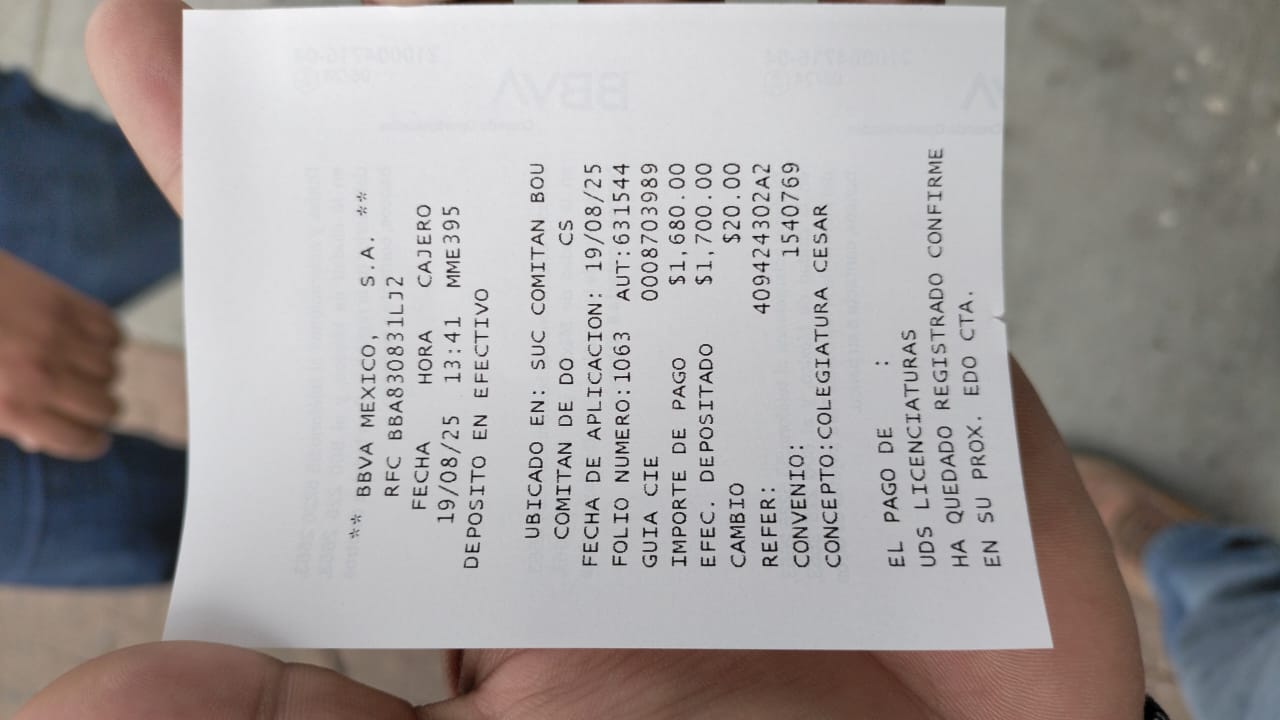 ** BBVA MEXICO, S.A. **
RFC BBA830831LJ2
FECHA HORA CAJERO
19/08/25 13:41 MME395
DEPOSITO EN EFECTIVO
UBICADO EN: SUC COMITAN BOU
COMITAN DE DO CS
FECHA DE APLICACION: 19/08/25
FOLIO NUMERO:1063 AUT:631544
GUIA CIE 0008703989
IMPORTE DE PAGO $1,680.00
EFEC. DEPOSITADO $1,700.00
CAMBIO $20.00
REFER:409424302A2
CONVENIO: 1540769
CONCEPTO:COLEGIATURA CESAR
EL PAGO DE :
UDS LICENCIATURAS
HA QUEDADO REGISTRADO CONFIRME
EN SU PROX. EDO CTA.